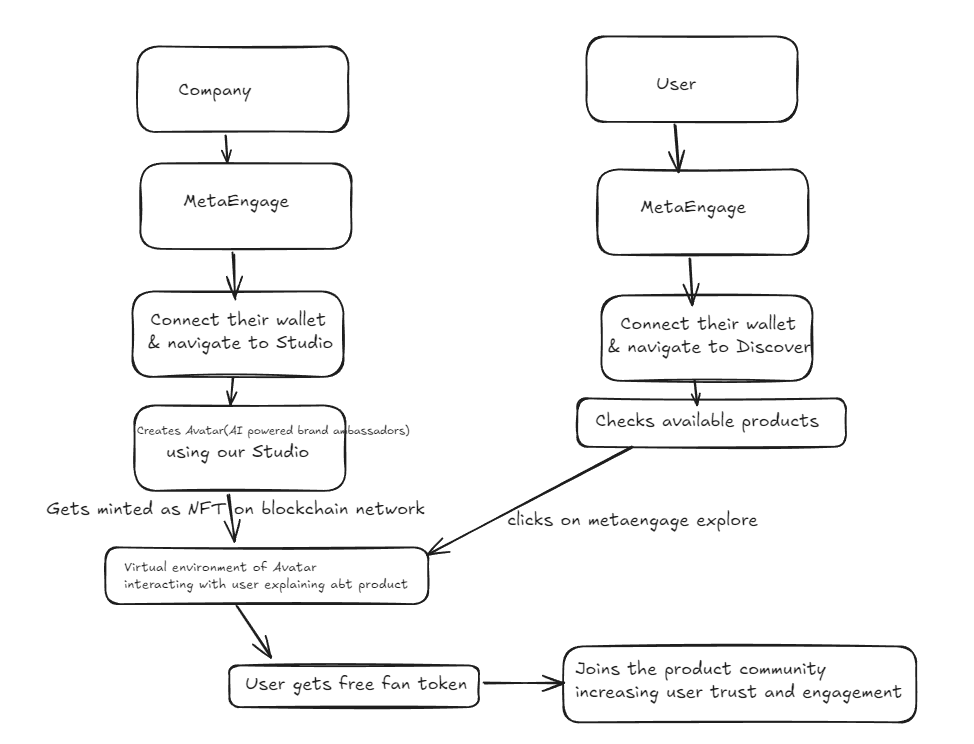 Company
MetaEngage
Connect their wallet
& navigate to Studio
Creates Avatar(AI powered brand ambassadors)
using our Studio
Gets minted as NFT on blockchain network
User
MetaEngage
Connect their wallet
& navigate to Discover
Checks available products
clicks on metaengage explore
Virtual environment of Avatar
interacting with user explaining abt product
User gets free fan token
Joins the product community
increasing user trust and engagement